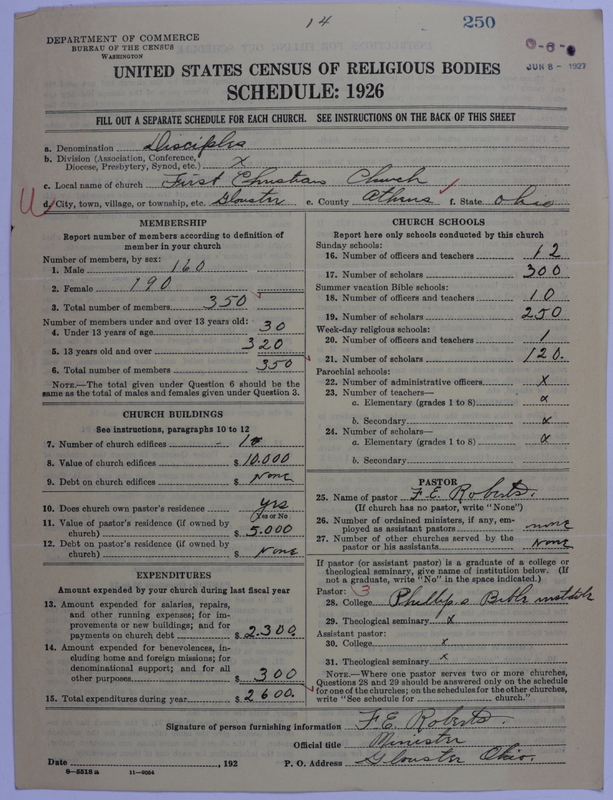 14
250
DEPARTMENT OF COMMERCE
BUREAU OF THE CENSUS
WASHINGTON
JUN 8 - 1927
UNITED STATES CENSUS OF RELIGIOUS BODIES
SCHEDULE: 1926
FILL OUT A SEPARATE SCHEDULE FOR EACH CHURCH. SEE INSTRUCTIONS ON THE BACK OF THIS SHEET
a. Denomination Disciples
b. Division (Association, Conference, Diocese, Presbytery, Synod, etc.) x
c. Local name of church First Christian Church
d. City, town, village, or township, etc. Glouster e. County Athens f. State Ohio
MEMBERSHIP
Report number of members according to definition of
member in your church
Number of members, by sex:
1. Male 160
2. Female 190
3. Total number of members 350
Number of members under and over 13 years old:
4. Under 13 years of age 30
5. 13 years old and over 320
6. Total number of members 350
NOTE.—The total given under Question 6 should be
same as the total of males and females given under Question 3.
CHURCH BUILDINGS
See instructions, paragraphs 10 to 12
7. Number of church edifices 1
8. Value of church edifices $ 10.000
9. Debt on church edifices $ None
10. Does church own pastor's residence yes
(Yes or No)
11. Value of pastor's residence (if owned by
church) $ 5.000
12. Debt on pastor's residence (if owned by
church) $ None
EXPENDITURES
Amount expended by your church during last fiscal year
13. Amount expended for salaries, repairs,
and other running expenses; for im-
provements or new buildings; and for
payments on church debt $ 2.300
14. Amount expended for benevolences, in-
cluding home and foreign missions; for
denominational support; and for all
other purposes $ 300
15. Total expenditures during year $ 2600.
CHURCH SCHOOLS
Report here only schools conducted by this church
Sunday schools:
16. Number of officers and teachers 12
17. Number of scholars 300
Summer vacation Bible schools:
18. Number of officers and teachers 10
19. Number of scholars 250
Week-day religious schools:
20. Number of officers and teachers 1
21. Number of scholars 120.
Parochial schools:
22. Number of administrative officers x
23. Number of teachers—
a. Elementary (grades 1 to 8) x
b. Secondary x
24. Number of scholars—
a. Elementary (grades 1 to 8) x
b. Secondary
PASTOR
25. Name of pastor F. E. Roberts.
(If church has no pastor, write "None")
26. Number of ordained ministers, if any, em-
ployed as assistant pastors none
27. Number of other churches served by the
pastor or his assistants None
If pastor (or assistant pastor) is a graduate of a college or
theological seminary, give name of institution below. (If
not a graduate, write "No" in the space indicated.)
Pastor: 3
28. College Bible
29. Theological seminary x
Assistant pastor:
30. College x
31. Theological seminary x
NOTE.—Where one pastor serves two or more churches,
Questions 28 and 29 should be answered only on the schedule
for one of the churches; on the schedules for the other churches,
write "See schedule for church."
Signature of person furnishing information F. E. Roberts.
Official title Minister
Date , 192 P. O. Address Glouster Ohio.
8-5518 a 11-9034